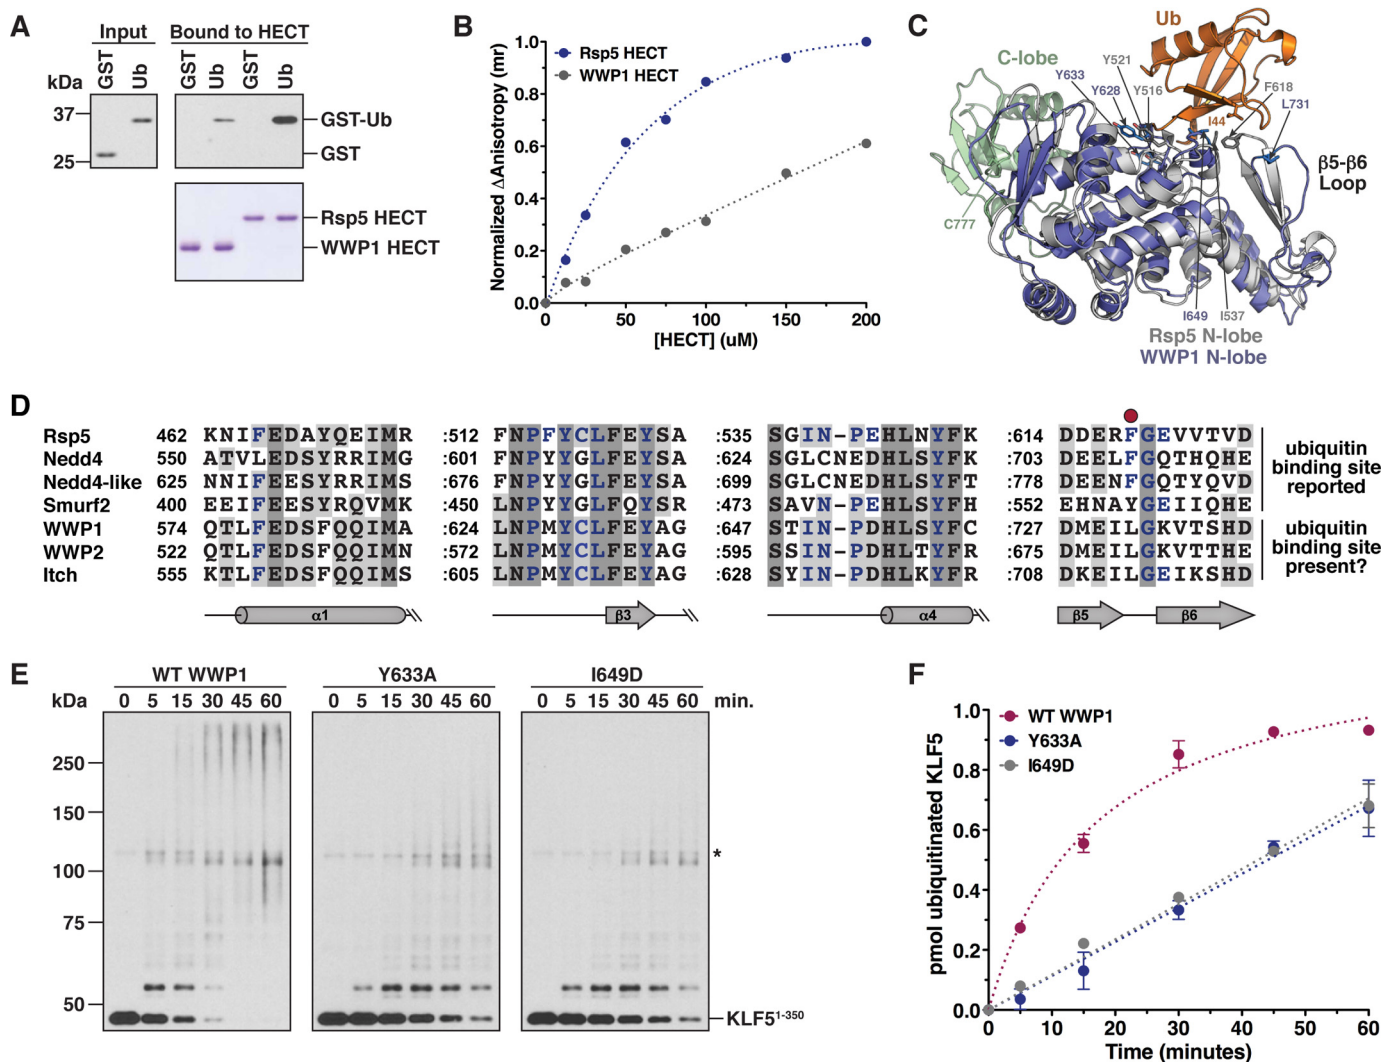 A
Input
Bound to HECT
GST
Ub
GST
Ub
GST
Ub
kDa
37
25
GST-Ub
GST
Rsp5 HECT
WWP1 HECT
B
Normalized ΔAnisotropy (mr)
1.0
0.8
0.6
0.4
0.2
0.0
Rsp5 HECT
WWP1 HECT
0 50 100 150 200
[HECT] (uM)
C
Ub
C-lobe
Y633
Y521
Y628
Y516
F618
I44
L731
β5-β6
Loop
C777
I649
I537
Rsp5 N-lobe
WWP1 N-lobe
D
Rsp5 462 KNIFEDAYQEIMR :512 FNPFYCLFEYSA :535 SGIN-PEHLNYFK :614 DDERFGEVVTVD
Nedd4 550 ATVLEDSYRRIMG :601 FNPYYGLFEYSA :624 SGLCNEDHLSYFK :703 DEELFGQTHQHE
Nedd4-like 625 NNIFEESYRRIMS :676 FNPYYGLFEYSA :699 SGLCNEDHLSYFT :778 DEENFGQTYQVD
Smurf2 400 EEIFEESYRQVMK :450 LNPYYGLFQYSR :473 SAVN-PEHLSYFH :552 EHNAYGEIIQHE
WWP1 574 QTLFEDSFQQIMA :624 LNPMYCLFEYAG :647 STIN-PDHLSYFC :727 DMEILGKVTSHD
WWP2 522 QTLFEDSFQQIMN :572 LNPMYCLFEYAG :595 SSIN-PDHLTYFR :675 DMEILGKVTTHE
Itch 555 KTLFEDSFQQIMS :605 LNPMYCLFEYAG :628 SYIN-PDHLKYFR :708 DKEILGEIKSHD
ubiquitin
binding site
reported
ubiquitin
binding site
present?
α1
β3
α4
β5
β6
E
WT WWP1
Y633A
I649D
kDa
0 5 15 30 45 60
0 5 15 30 45 60
0 5 15 30 45 60
min.
250
150
100
75
50
*
KLF5¹⁻³⁵⁰
F
pmol ubiquitinated KLF5
1.0
0.8
0.6
0.4
0.2
0.0
WT WWP1
Y633A
I649D
0 10 20 30 40 50 60
Time (minutes)